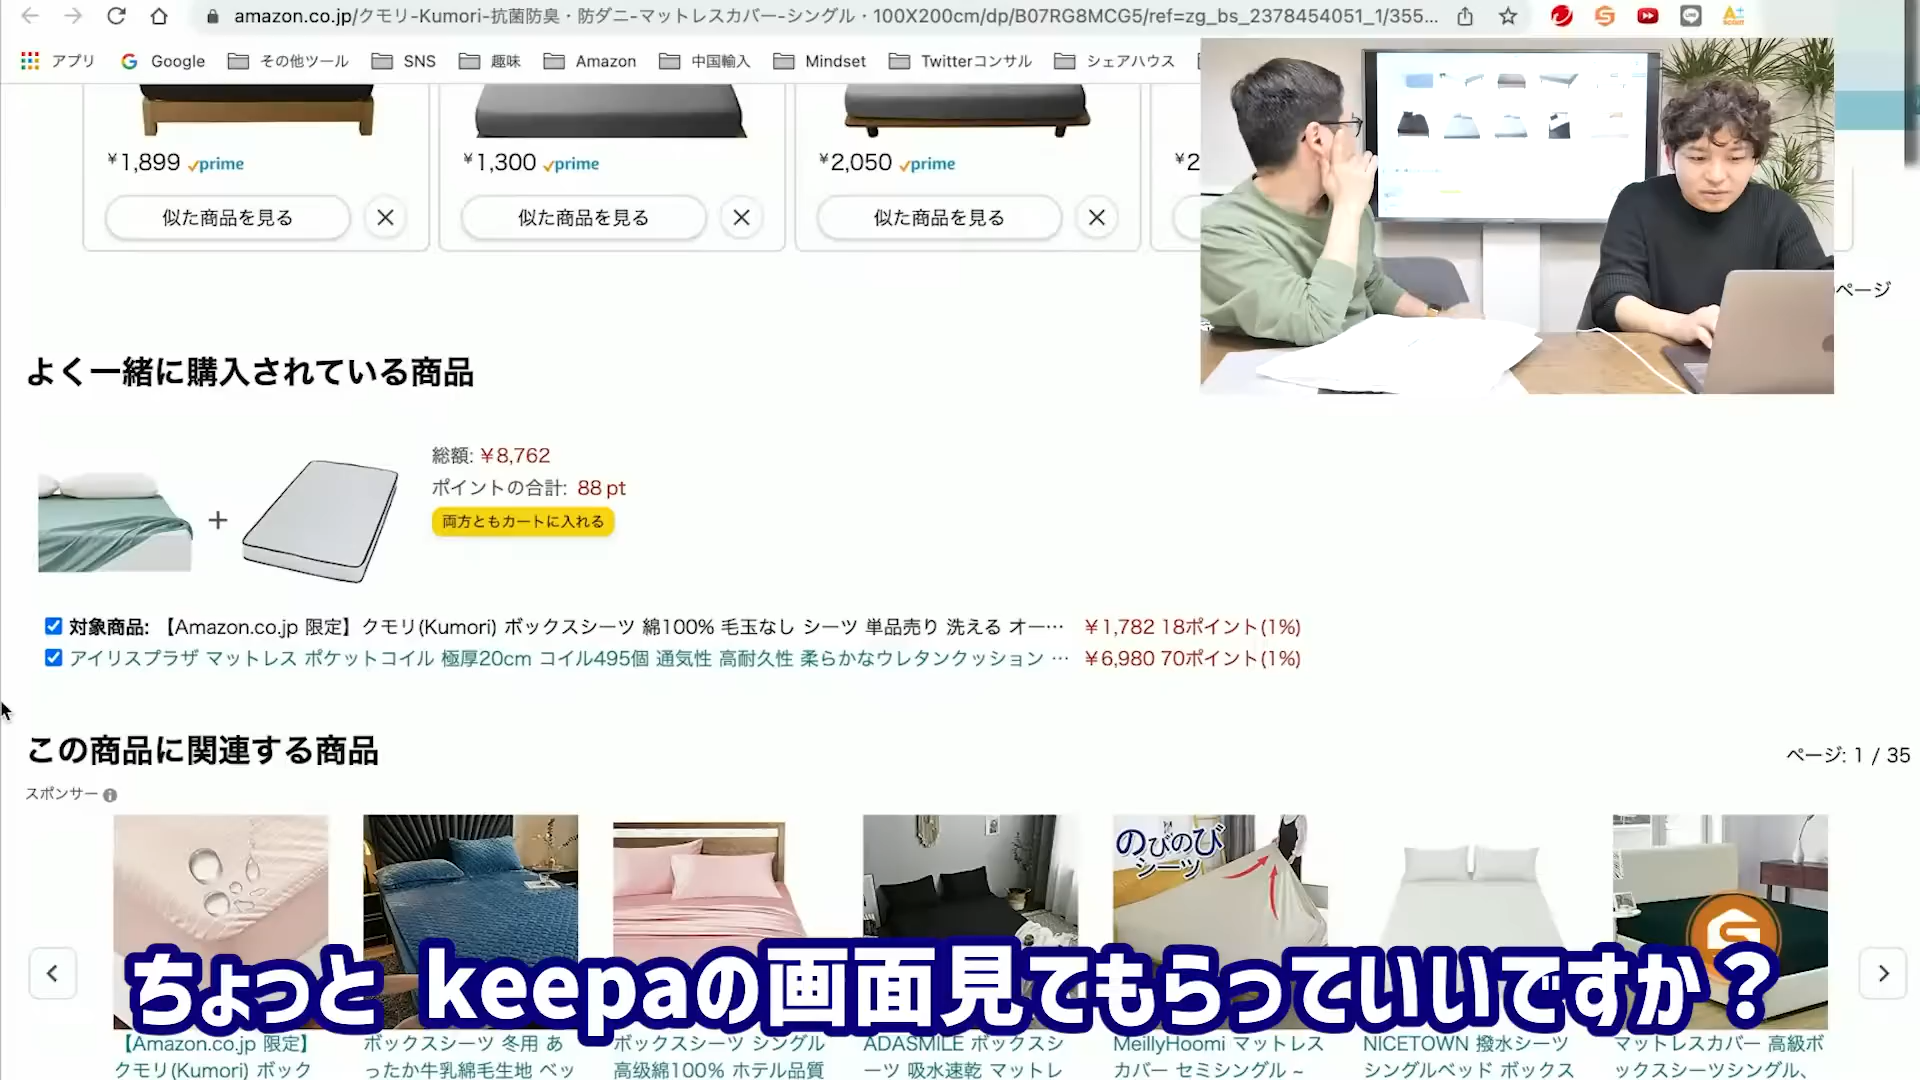 amazon.co.jp/クモリ-Kumori-抗菌防臭・防ダニ-マットレスカバー-シングル・100X200cm/dp/B07RG8MCG5/ref=zg_bs_2378454051_1/355...
アプリ Google その他ツール SNS 趣味 Amazon 中国輸入 Mindset Twitterコンサル シェアハウス
¥1,899 prime ¥1,300 prime ¥2,050 prime ¥2
似た商品を見る 似た商品を見る 似た商品を見る
ページ
よく一緒に購入されている商品
総額: ¥8,762
ポイントの合計: 88 pt
両方ともカートに入れる
対象商品: 【Amazon.co.jp 限定】クモリ(Kumori) ボックスシーツ 綿100% 毛玉なし シーツ 単品売り 洗える オー… ¥1,782 18ポイント(1%)
アイリスプラザ マットレス ポケットコイル 極厚20cm コイル495個 通気性 高耐久性 柔らかなウレタンクッション … ¥6,980 70ポイント(1%)
この商品に関連する商品
ページ: 1 / 35
スポンサー
のびのび
シーツ
ちょっと keepaの画面見てもらっていいですか？
【Amazon.co.jp 限定】 ボックスシーツ 冬用 あ ボックスシーツ シングル ADASMILE ボックスシ MeillyHoomi マットレス NICETOWN 撥水シーツ マットレスカバー 高級ボ
クモリ(Kumori) ボック ったか牛乳綿毛生地 ベッ 高级綿100% ホテル品質 ーツ 吸水速乾 マットレ カバー セミシングル ~ シングルベッド ボックス ックスシーツシングル、